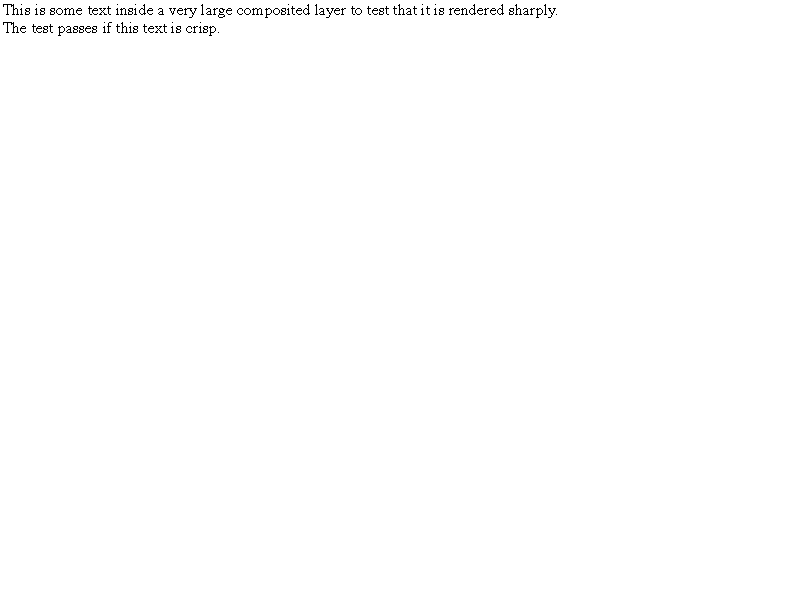 This is some text inside a very large composited layer to test that it is rendered sharply.
The test passes if this text is crisp.